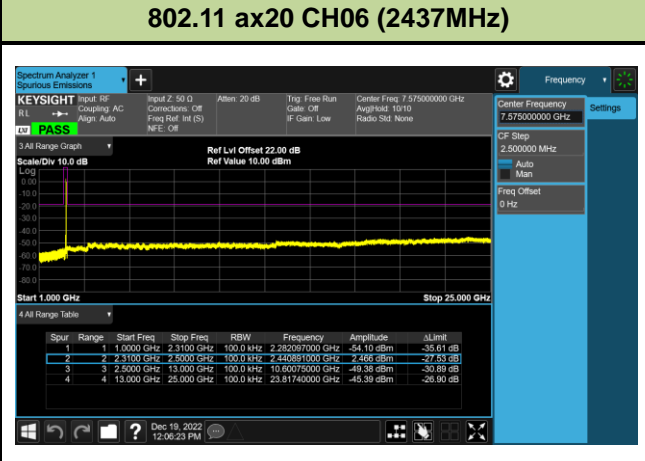 802.11 ax20 CH06 (2437MHz)
Spectrum Analyzer 1
Spurious Emissions
Frequency
KEYSIGHT Input: RF Input Z: 50 Ω Atten: 20 dB Trig: Free Run Center Freq: 7.575000000 GHz
RL Coupling: AC Corrections: Off Gate: Off Avg|Hold: 10/10
Align: Auto Freq Ref: Int (S) IF Gain: Low Radio Std: None
LXI PASS NFE: Off
Center Frequency
7.575000000 GHz
Settings
CF Step
2.500000 MHz
Auto
Man
Freq Offset
0 Hz
3 All Range Graph
Ref Lvl Offset 22.00 dB
Scale/Div 10.0 dB Ref Value 10.00 dBm
Log
0.00
-10.0
-20.0
-30.0
-40.0
-50.0
-60.0
-70.0
-80.0
Start 1.000 GHz Stop 25.000 GHz
4 All Range Table
Spur Range Start Freq Stop Freq RBW Frequency Amplitude ΔLimit
1 1 1.0000 GHz 2.3100 GHz 100.0 kHz 2.282097000 GHz -54.10 dBm -35.61 dB
2 2 2.3100 GHz 2.5000 GHz 100.0 kHz 2.440891000 GHz 2.466 dBm -27.53 dB
3 3 2.5000 GHz 13.000 GHz 100.0 kHz 10.60075000 GHz -49.38 dBm -30.89 dB
4 4 13.000 GHz 25.000 GHz 100.0 kHz 23.81740000 GHz -45.39 dBm -26.90 dB
Dec 19, 2022
12:06:23 PM